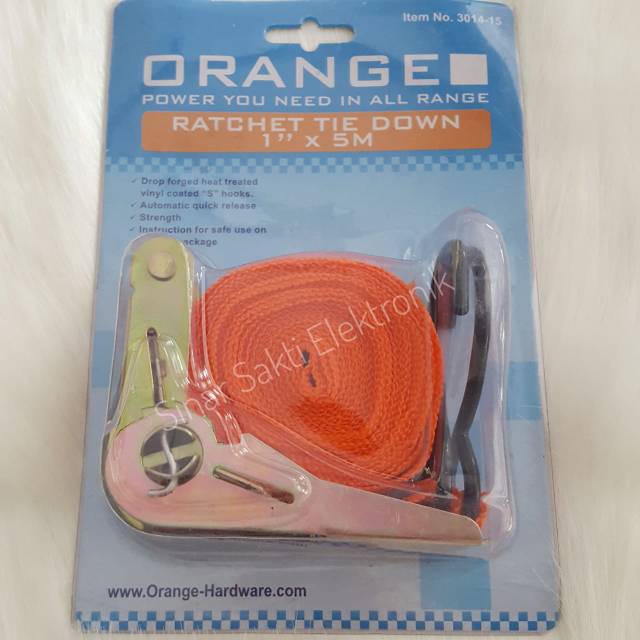 Item No. 3014-15
ORANGE
POWER YOU NEED IN ALL RANGE
RATCHET TIE DOWN
1" x 5M
✓ Drop forged heat treated
vinyl coated "S" hooks.
✓ Automatic quick release
✓ Strength
✓ Instruction for safe use on
package
Sinar Sakti Elektronik
www.Orange-Hardware.com